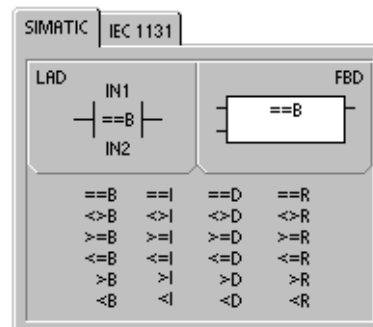 SIMATIC IEC 1131
LAD
IN1
==B
IN2
FBD
==B
==B ==I ==D ==R
<>B <>I <>D <>R
>=B >=I >=D >=R
<=B <=I <=D <=R
>B >I >D >R
<B <I <D <R